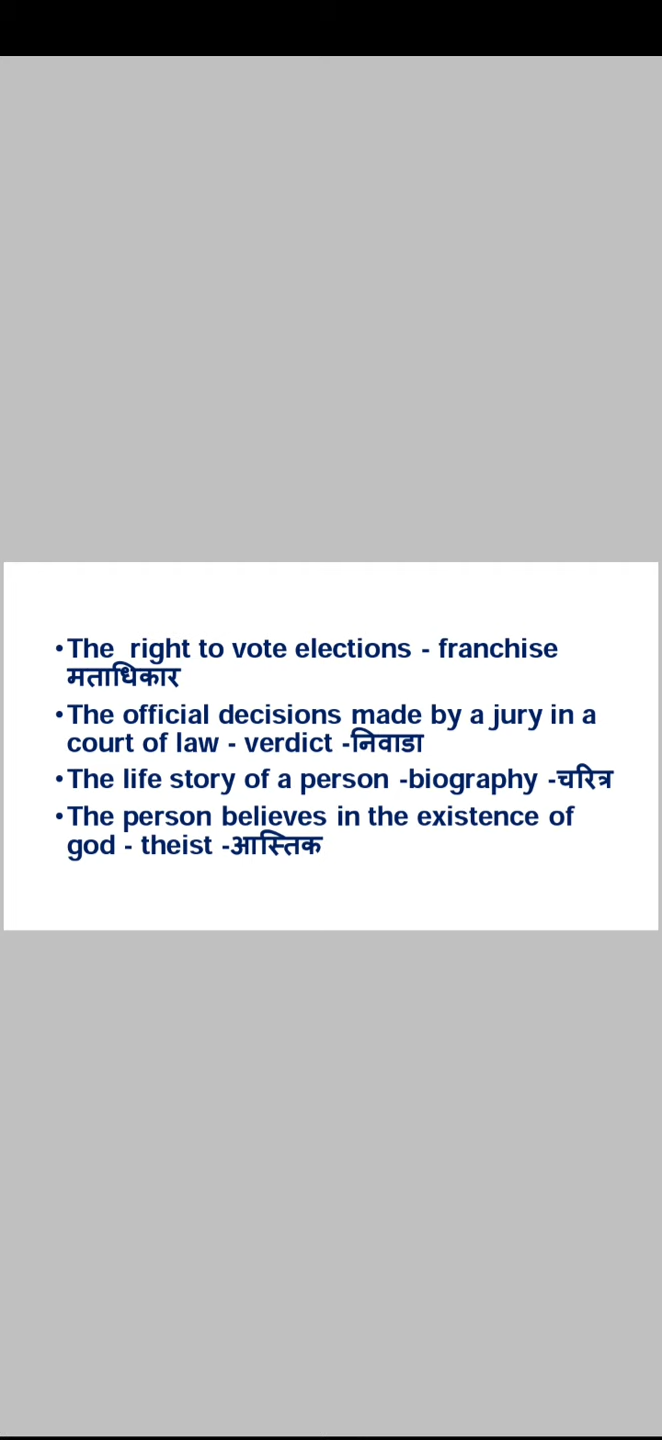 •The right to vote elections - franchise
मताधिकार
•The official decisions made by a jury in a
court of law - verdict -निवाडा
•The life story of a person -biography -चरित्र
•The person believes in the existence of
god - theist -आस्तिक